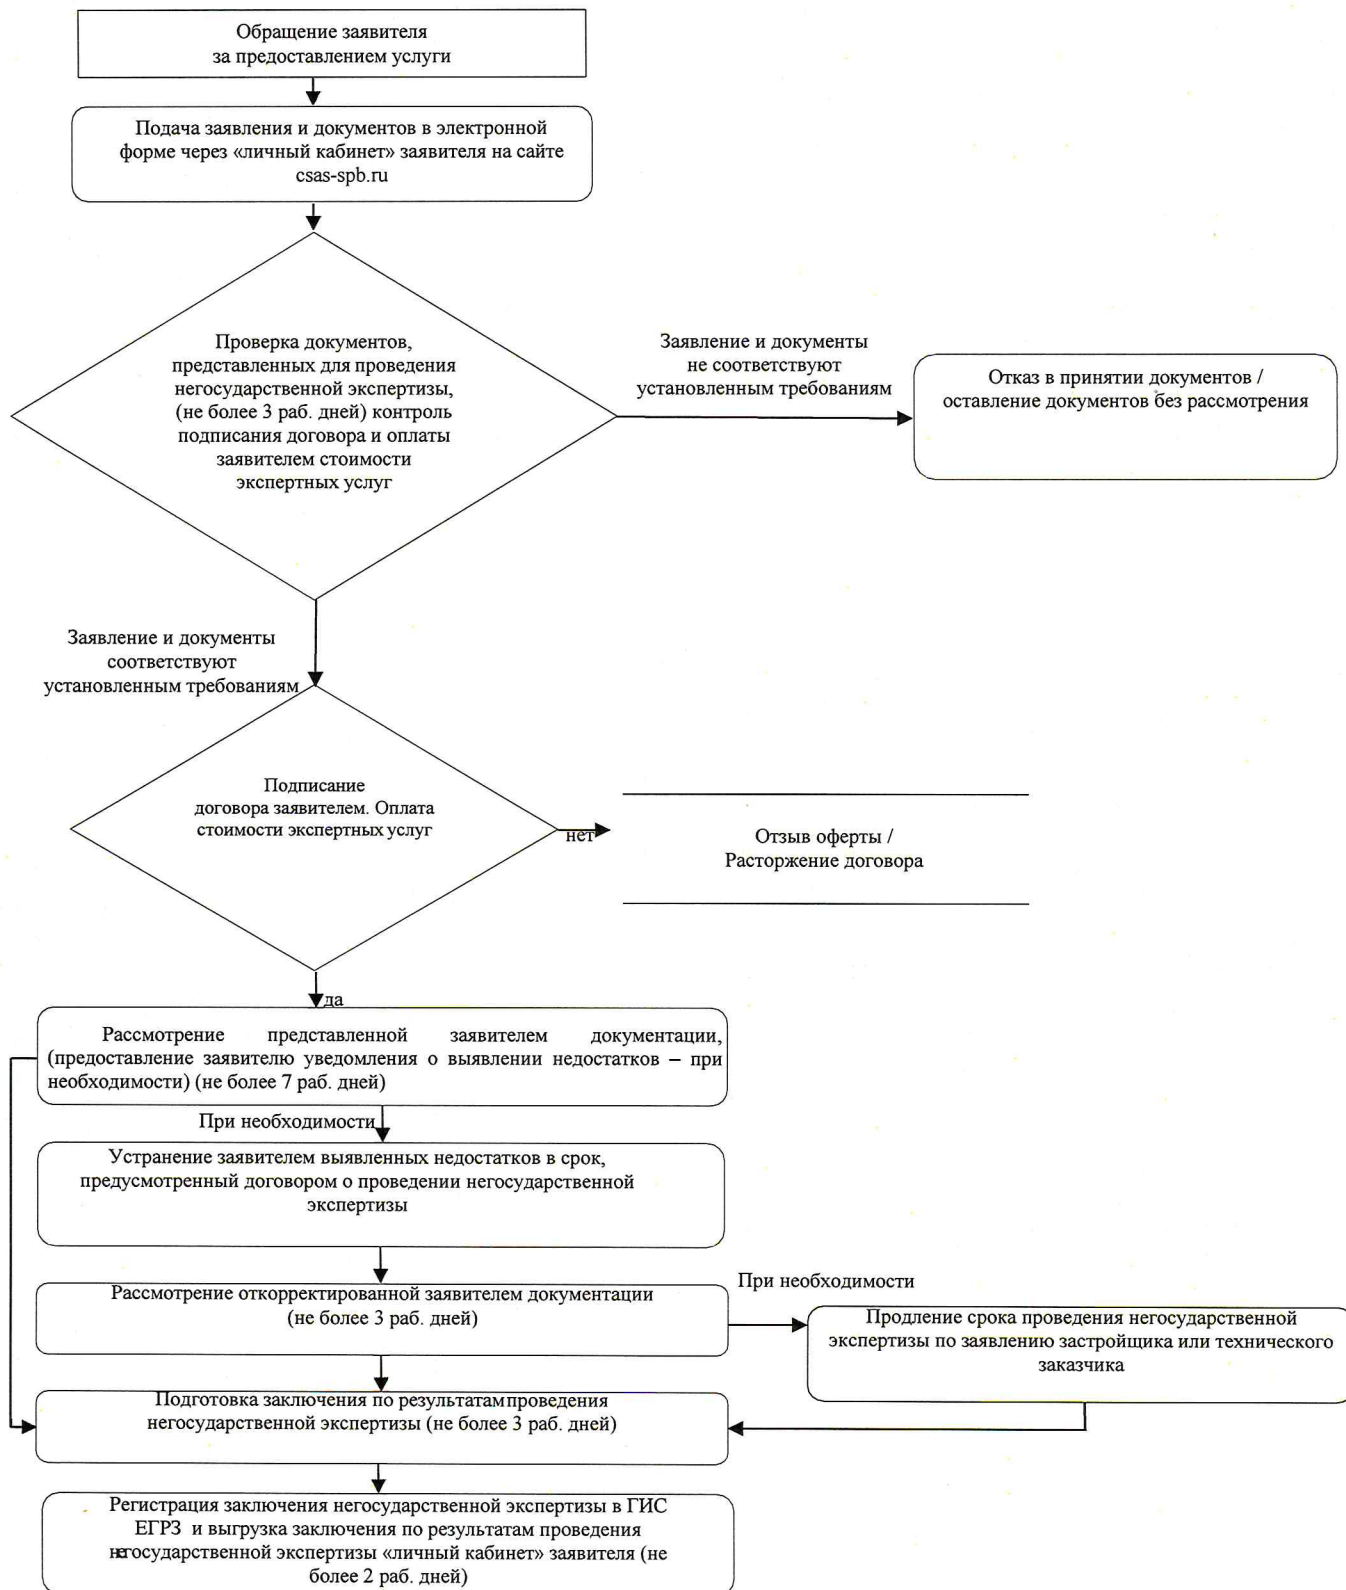 Обращение заявителя
за предоставлением услуги
Подача заявления и документов в электронной
форме через «личный кабинет» заявителя на сайте
csas-spb.ru
Проверка документов,
представленных для проведения
негосударственной экспертизы,
(не более 3 раб. дней) контроль
подписания договора и оплаты
заявителем стоимости
экспертных услуг
Заявление и документы
не соответствуют
установленным требованиям
Отказ в принятии документов /
оставление документов без рассмотрения
Заявление и документы
соответствуют
установленным требованиям
Подписание
договора заявителем. Оплата
стоимости экспертных услуг
нет
Отзыв оферты /
Расторжение договора
да
Рассмотрение представленной заявителем документации,
(предоставление заявителю уведомления о выявлении недостатков – при
необходимости) (не более 7 раб. дней)
При необходимости
Устранение заявителем выявленных недостатков в срок,
предусмотренный договором о проведении негосударственной
экспертизы
Рассмотрение откорректированной заявителем документации
(не более 3 раб. дней)
При необходимости
Продление срока проведения негосударственной
экспертизы по заявлению застройщика или технического
заказчика
Подготовка заключения по результатам проведения
негосударственной экспертизы (не более 3 раб. дней)
Регистрация заключения негосударственной экспертизы в ГИС
ЕГРЗ и выгрузка заключения по результатам проведения
негосударственной экспертизы «личный кабинет» заявителя (не
более 2 раб. дней)